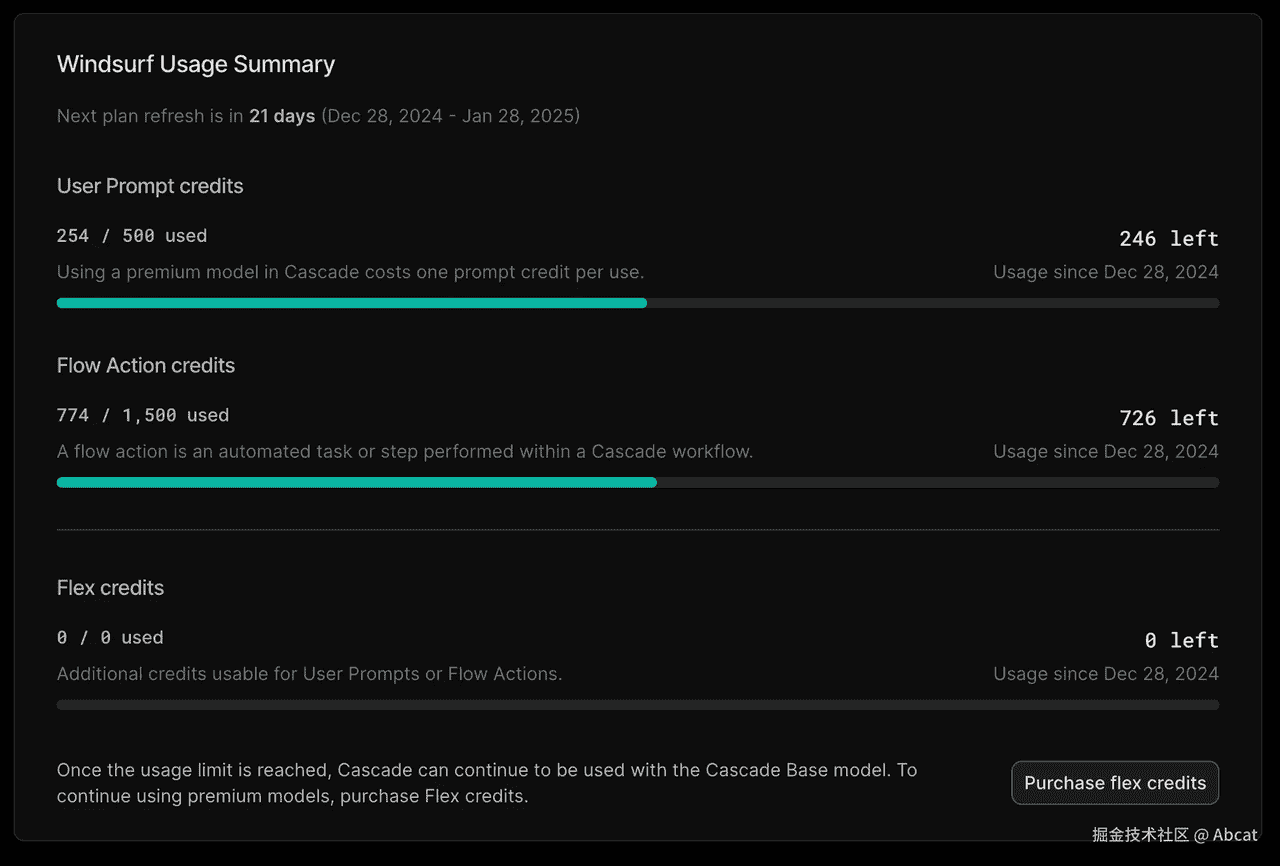 Windsurf Usage Summary
Next plan refresh is in 21 days (Dec 28, 2024 - Jan 28, 2025)
User Prompt credits
254 / 500 used
246 left
Using a premium model in Cascade costs one prompt credit per use.
Usage since Dec 28, 2024
Flow Action credits
774 / 1,500 used
726 left
A flow action is an automated task or step performed within a Cascade workflow.
Usage since Dec 28, 2024
Flex credits
0 / 0 used
0 left
Additional credits usable for User Prompts or Flow Actions.
Usage since Dec 28, 2024
Once the usage limit is reached, Cascade can continue to be used with the Cascade Base model. To
continue using premium models, purchase Flex credits.
Purchase flex credits
掘金技术社区 @ Abcat